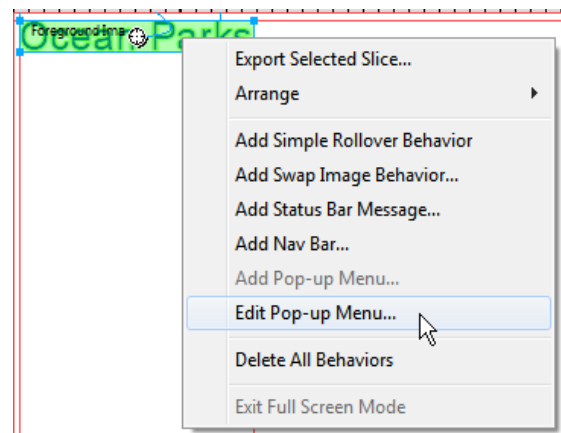 Foreground Ima
Ocean Parks
Export Selected Slice...
Arrange
Add Simple Rollover Behavior
Add Swap Image Behavior...
Add Status Bar Message...
Add Nav Bar...
Add Pop-up Menu...
Edit Pop-up Menu...
Delete All Behaviors
Exit Full Screen Mode